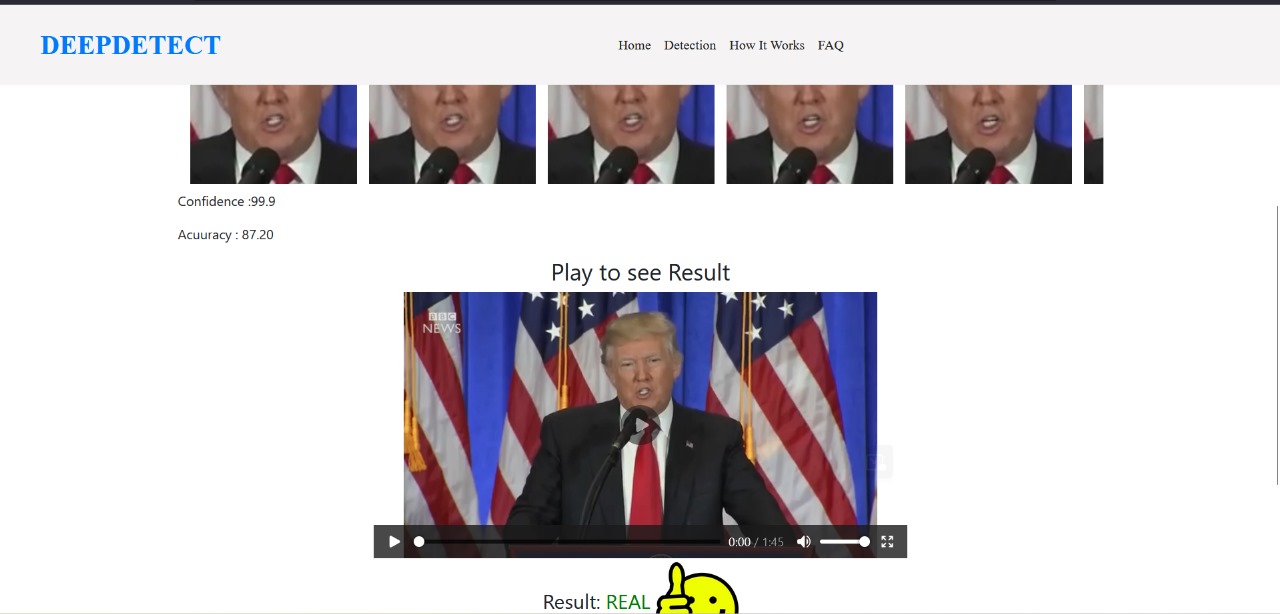 DEEPDETECT
Home Detection How It Works FAQ
Confidence :99.9
Acuuracy : 87.20
Play to see Result
BBC
NEWS
0:00 / 1:45
Result: REAL